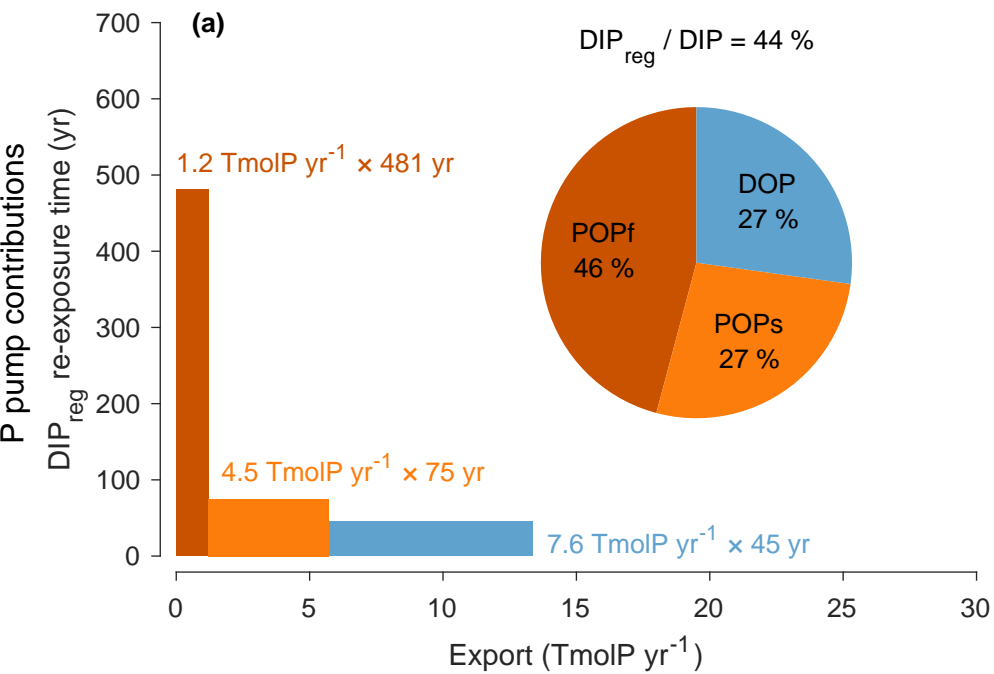 (a)
DIPreg / DIP = 44 %
P pump contributions
DIPreg re-exposure time (yr)
700
600
500
400
300
200
100
0
1.2 TmolP yr-1 × 481 yr
4.5 TmolP yr-1 × 75 yr
7.6 TmolP yr-1 × 45 yr
DOP
27 %
POPf
46 %
POPs
27 %
0 5 10 15 20 25 30
Export (TmolP yr-1)